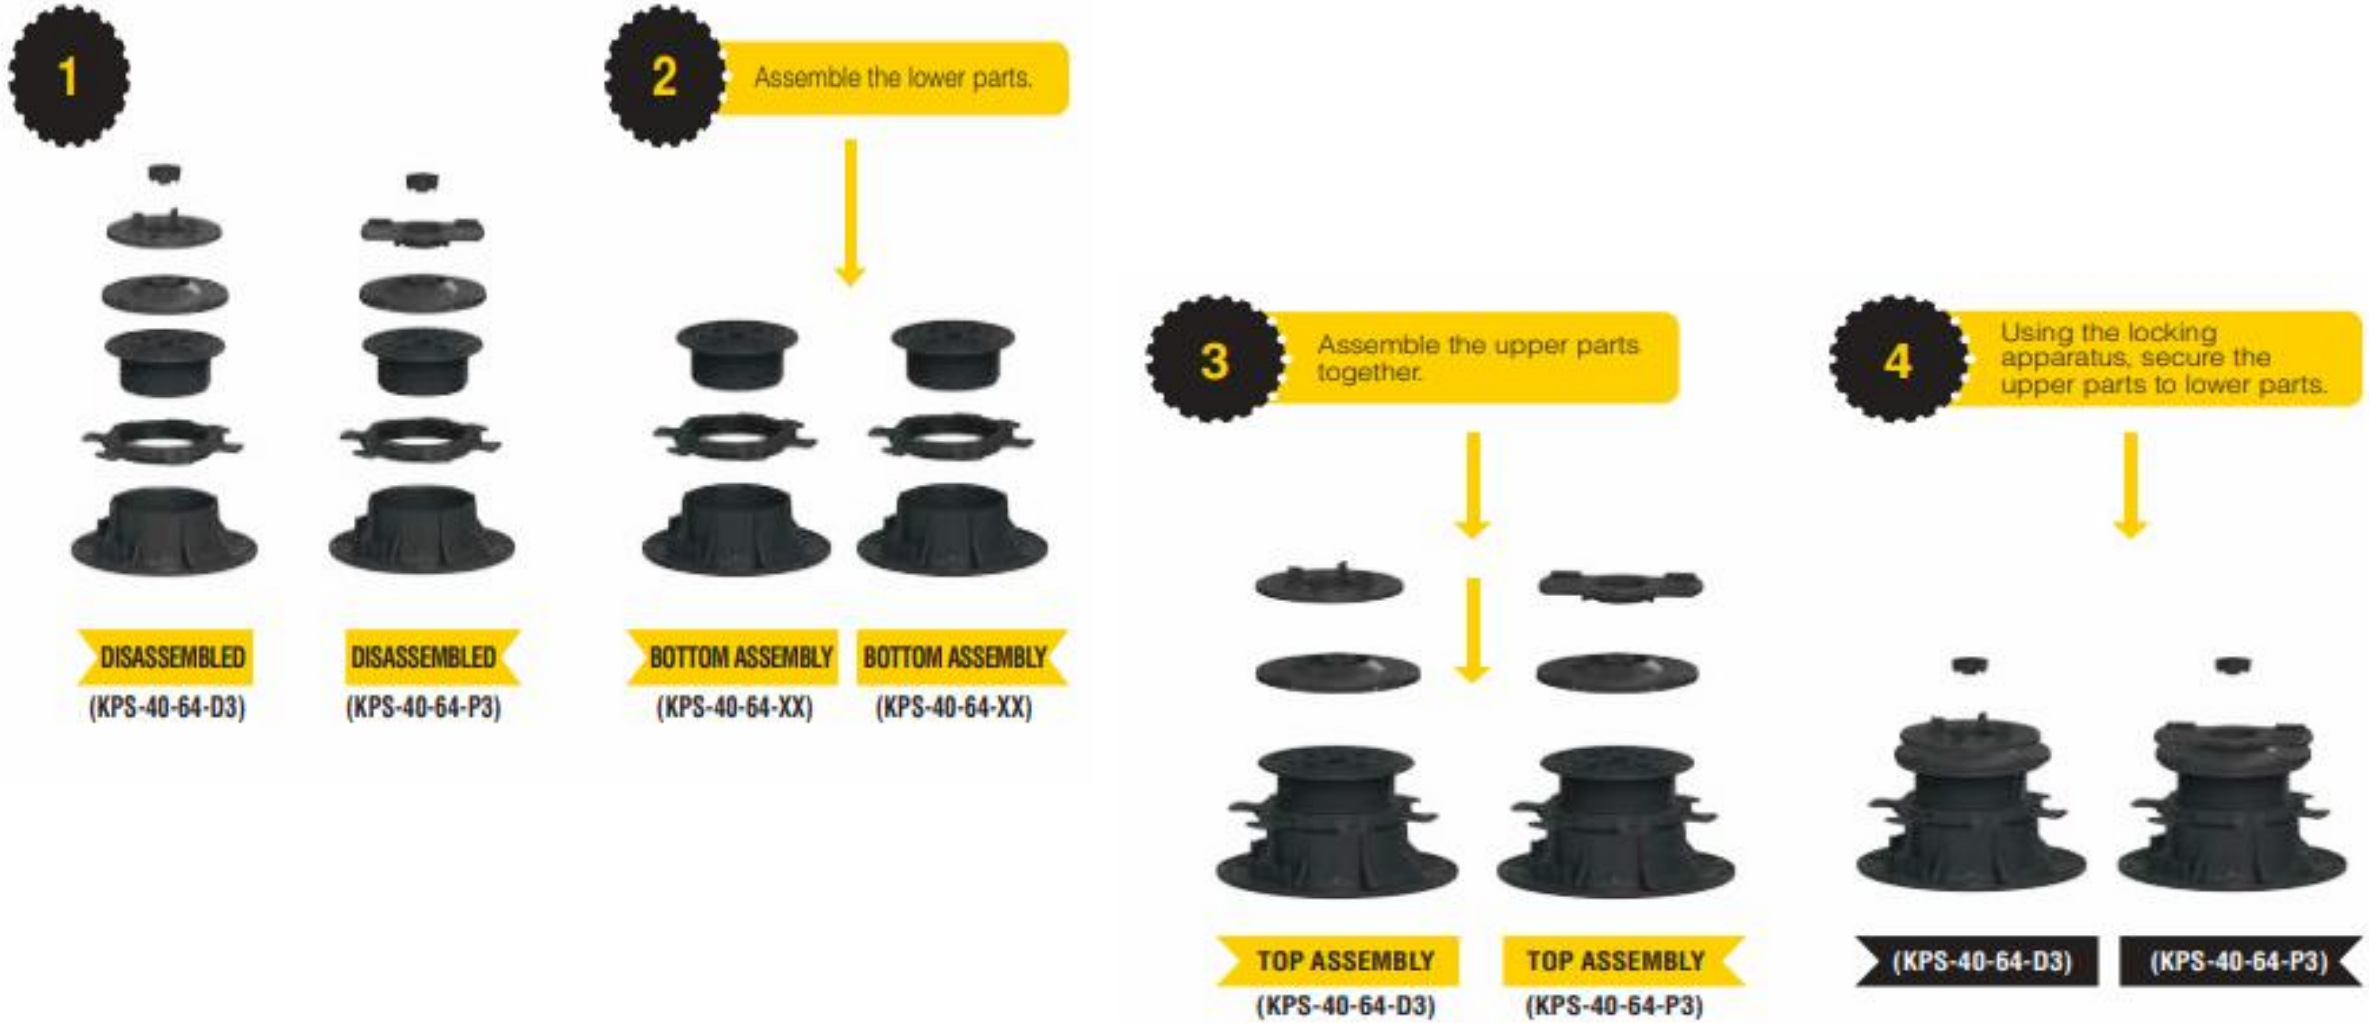 1
2
Assemble the lower parts.
DISASSEMBLED
(KPS-40-64-D3)
DISASSEMBLED
(KPS-40-64-P3)
BOTTOM ASSEMBLY
(KPS-40-64-XX)
BOTTOM ASSEMBLY
(KPS-40-64-XX)
3
Assemble the upper parts
together.
TOP ASSEMBLY
(KPS-40-64-D3)
TOP ASSEMBLY
(KPS-40-64-P3)
4
Using the locking
apparatus, secure the
upper parts to lower parts.
(KPS-40-64-D3)
(KPS-40-64-P3)